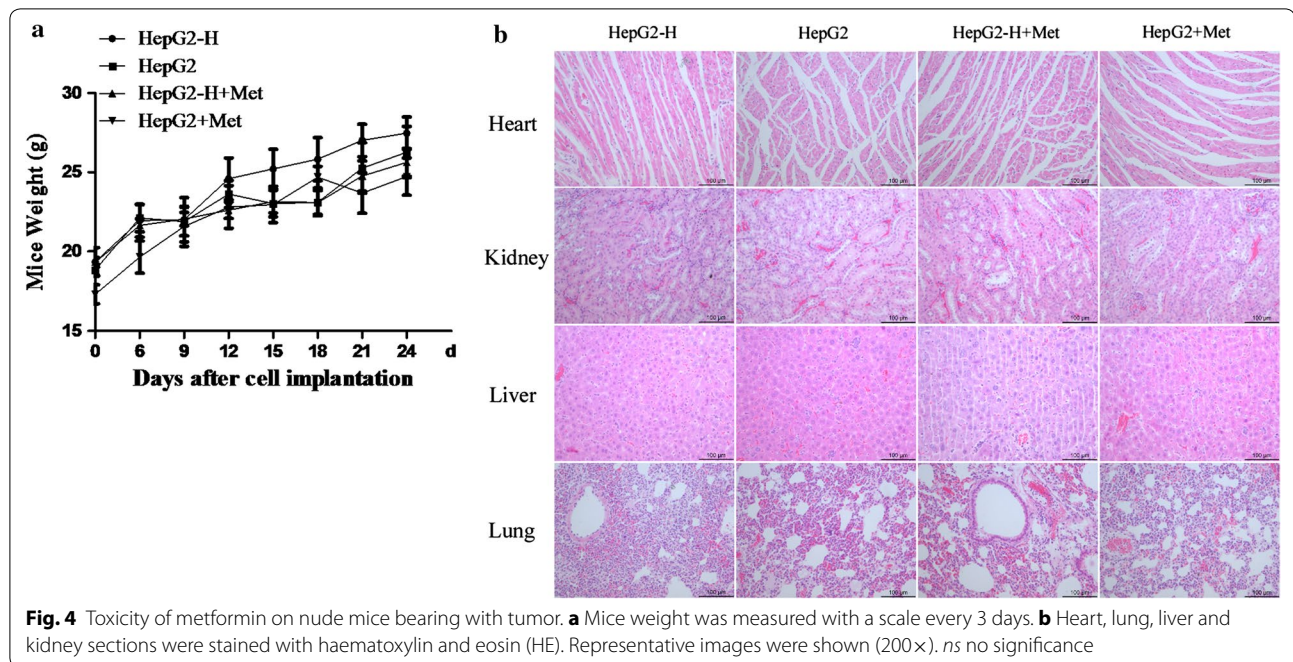 a
HepG2-H
HepG2
HepG2-H+Met
HepG2+Met
30
25
20
15
Mice Weight (g)
0 6 9 12 15 18 21 24 d
Days after cell implantation
b
HepG2-H HepG2 HepG2-H+Met HepG2+Met
Heart
100 µm 100 µm 100 µm 100 µm
Kidney
100 µm 100 µm 100 µm 100 µm
Liver
100 µm 100 µm 100 µm 100 µm
Lung
100 µm 100 µm 100 µm 100 µm
Fig. 4 Toxicity of metformin on nude mice bearing with tumor. a Mice weight was measured with a scale every 3 days. b Heart, lung, liver and
kidney sections were stained with haematoxylin and eosin (HE). Representative images were shown (200×). ns no significance